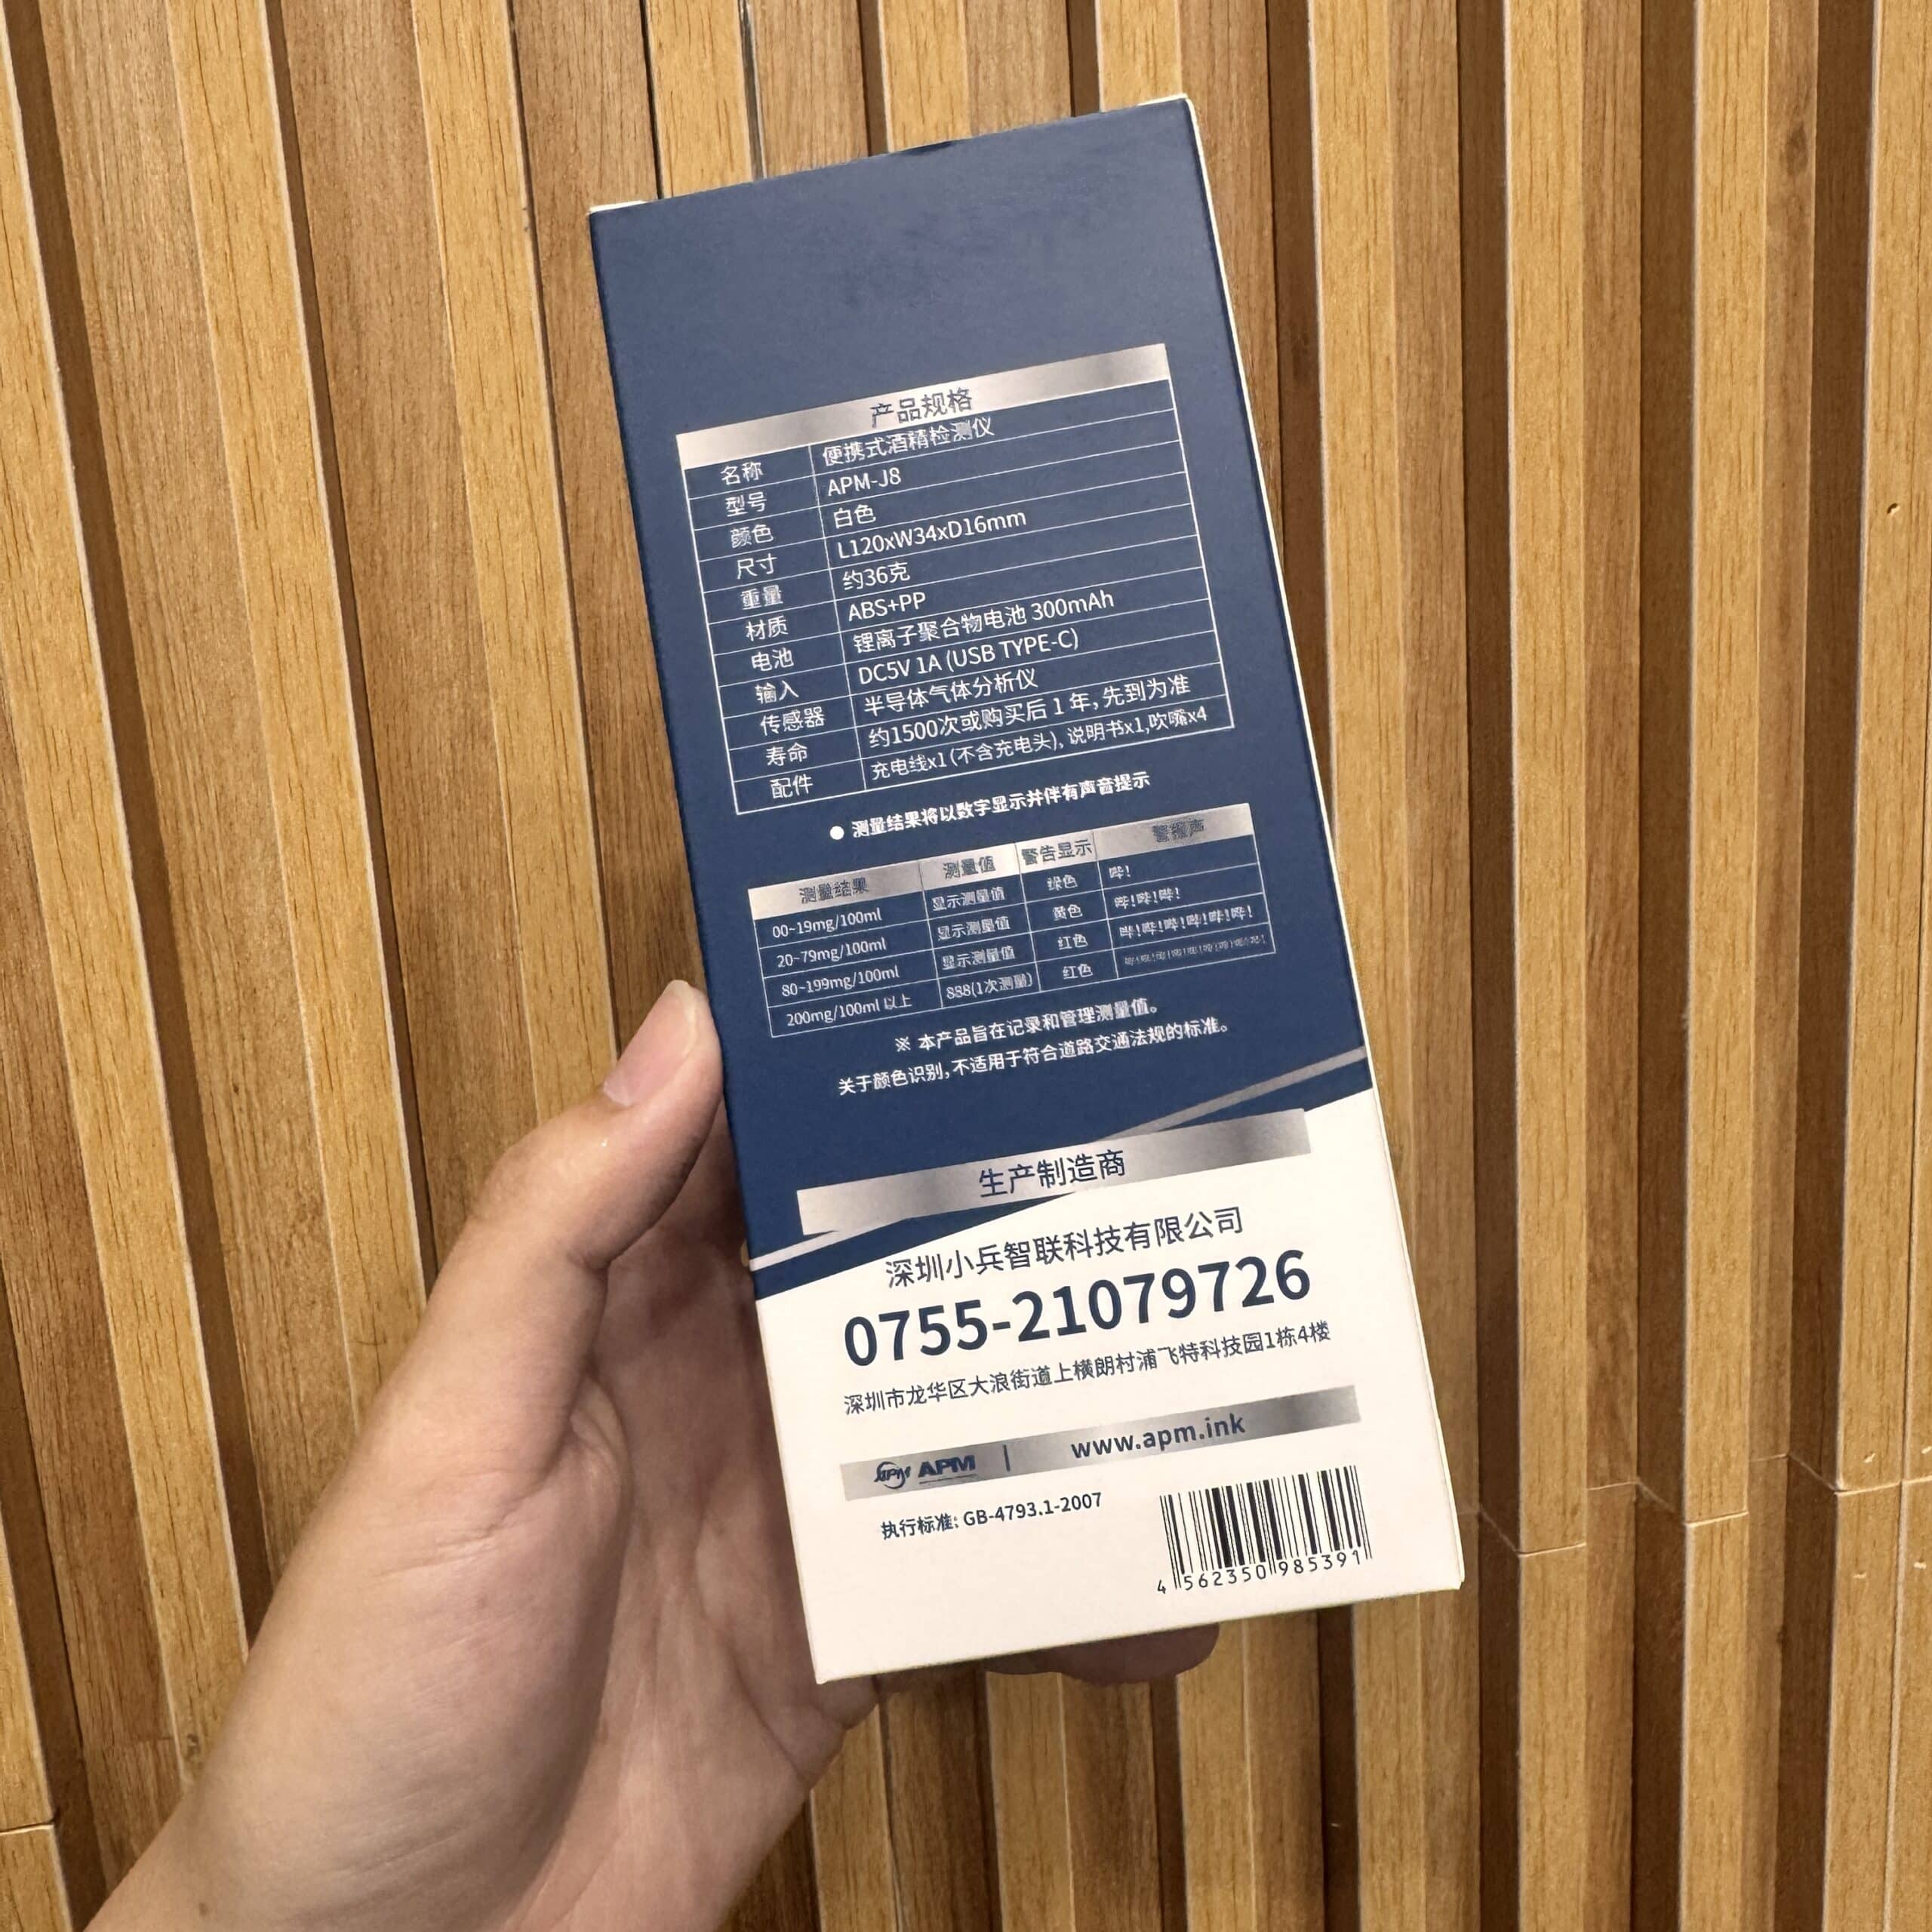 产品规格
名称 便携式酒精检测仪
型号 APM-J8
颜色 白色
尺寸 L120xW34xD16mm
重量 约36克
材质 ABS+PP
电池 锂离子聚合物电池 300mAh
输入 DC5V 1A (USB TYPE-C)
传感器 半导体气体分析仪
寿命 约1500次或购买后 1 年,先到为准
配件 充电线x1(不含充电头), 说明书x1,吹嘴x4
● 测量结果将以数字显示并伴有声音提示
测量结果 测量值 警告显示 警报声
00~19mg/100ml 显示测量值 绿色 哔!
20~79mg/100ml 显示测量值 黄色 哔!哔!哔!
80~199mg/100ml 显示测量值 红色 哔!哔!哔!哔!哔!哔!
200mg/100ml 以上 888(1次测量) 红色
※ 本产品旨在记录和管理测量值。
关于颜色识别,不适用于符合道路交通法规的标准。
生产制造商
深圳小兵智联科技有限公司
0755-21079726
深圳市龙华区大浪街道上横朗村浦飞特科技园1栋4楼
APM APM | www.apm.ink
执行标准: GB-4793.1-2007
4 562350 985391